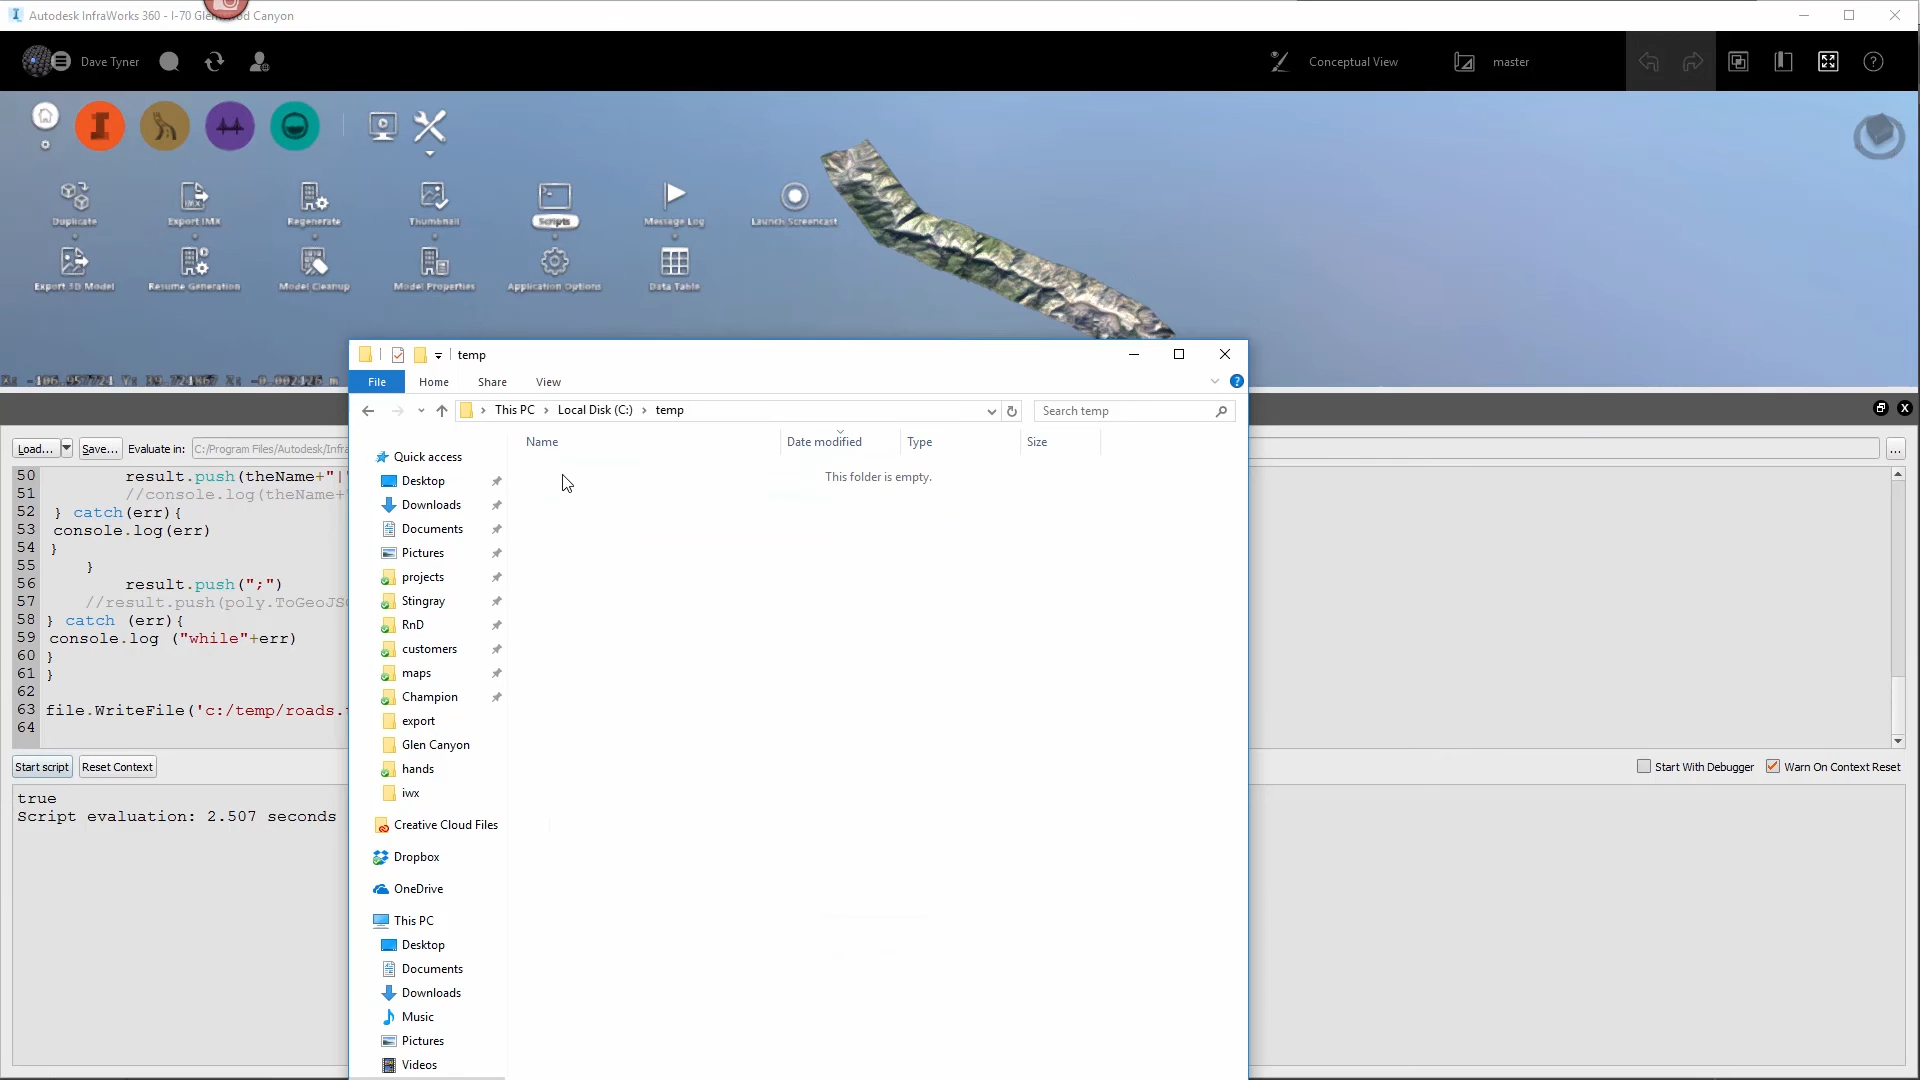 Autodesk InfraWorks 360 - I-70 Glenwood Canyon
Dave Tyner
Conceptual View
master
Duplicate
Export IMX
Regenerate
Thumbnail
Scripts
Message Log
Launch Screencast
Export 3D Model
Resume Generation
Model Cleanup
Model Properties
Application Options
Data Table
temp
File
Home
Share
View
This PC
Local Disk (C:)
temp
Search temp
Load...
Save...
Evaluate in:
C:/Program Files/Autodesk/Infra
Name
Date modified
Type
Size
This folder is empty.
Quick access
Desktop
Downloads
Documents
Pictures
projects
Stingray
RnD
customers
maps
Champion
export
Glen Canyon
hands
iwx
Creative Cloud Files
Dropbox
OneDrive
This PC
Desktop
Documents
Downloads
Music
Pictures
Videos
50 result.push(theName+"|"
51 //console.log(theName+"
52 } catch(err){
53 console.log(err)
54 }
55 }
56 result.push(";")
57 //result.push(poly.ToGeoJS
58 } catch (err){
59 console.log ("while"+err)
60 }
61 }
62
63 file.WriteFile('c:/temp/roads.
64
Start script
Reset Context
Start With Debugger
Warn On Context Reset
true
Script evaluation: 2.507 seconds